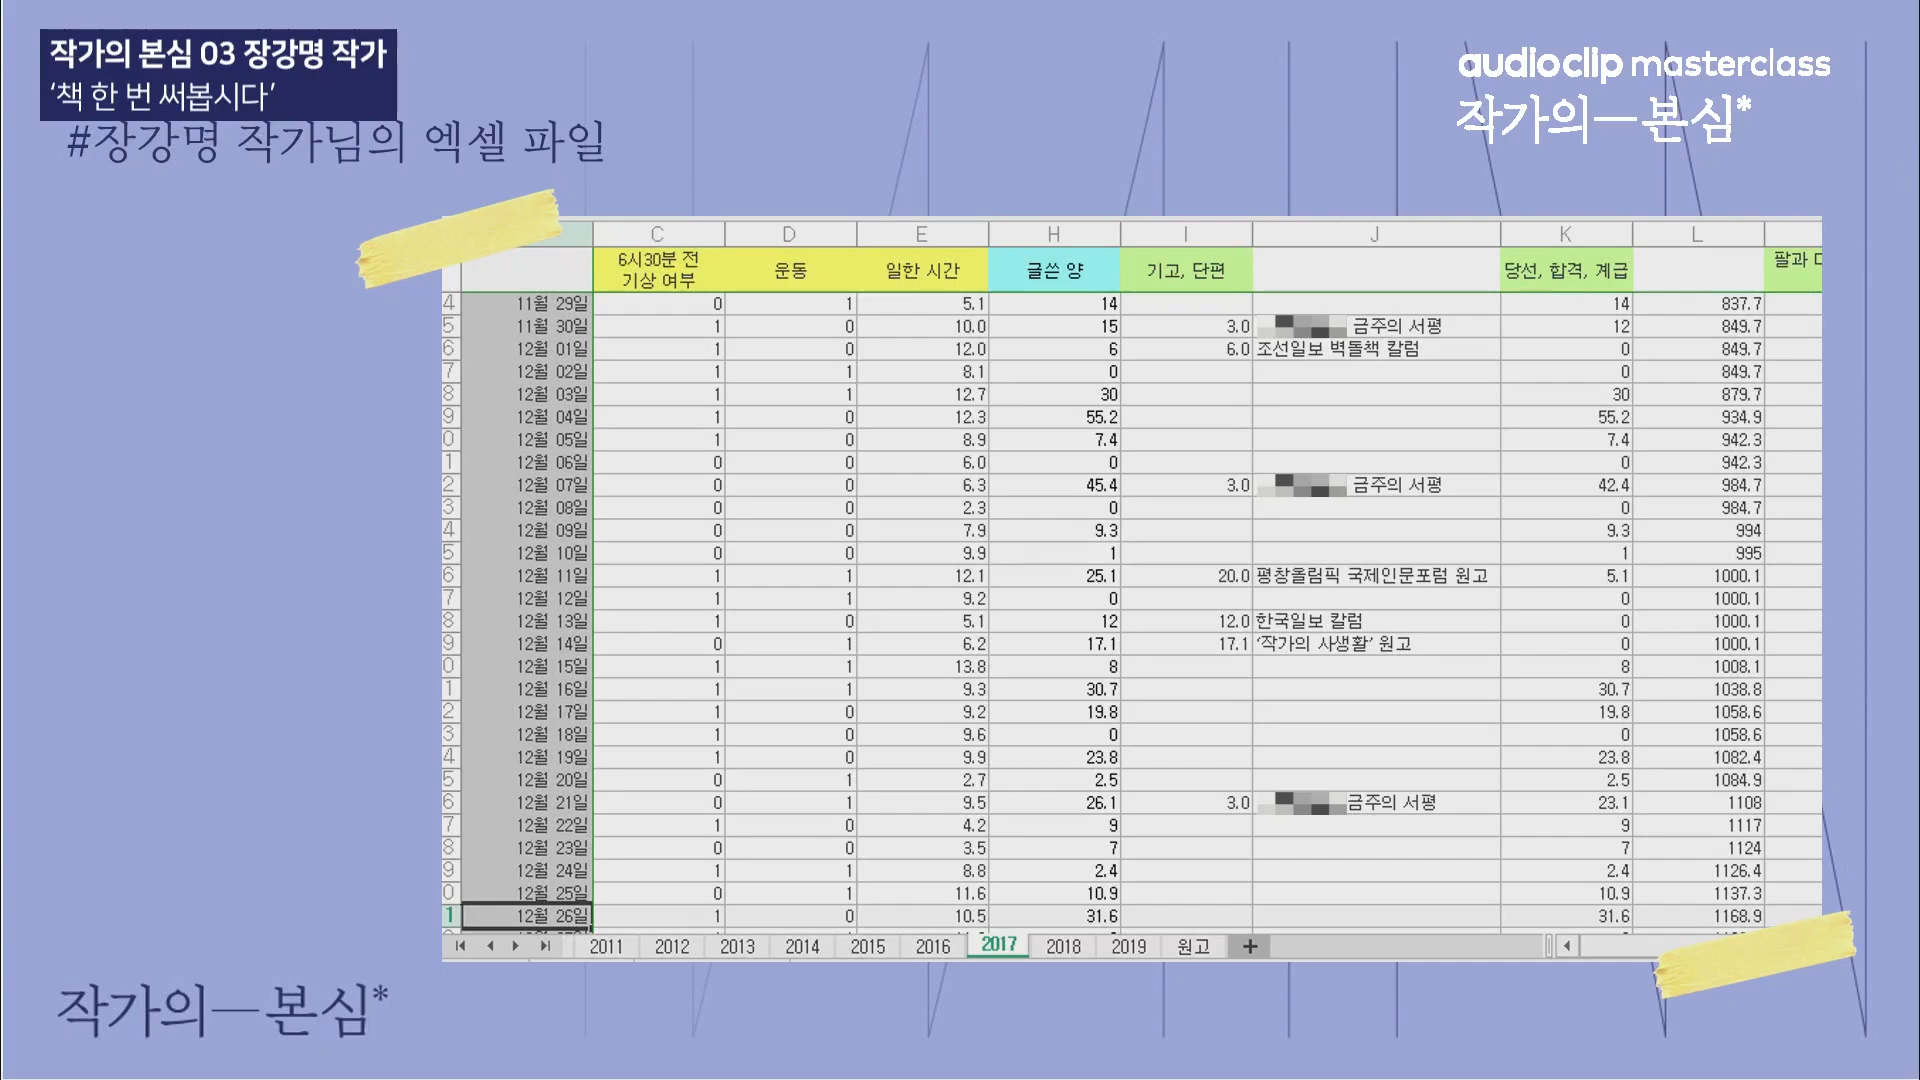 작가의 본심 03 장강명 작가
‘책 한 번 써봅시다’
#장강명 작가님의 엑셀 파일
audioclip masterclass
작가의—본심*
C D E H I J K L
6시30분 전 기상 여부 운동 일한 시간 글쓴 양 기고, 단편 당선, 합격, 계급 팔과
4 11월 29일 0 1 5.1 14 14 837.7
5 11월 30일 1 0 10.0 15 3.0 금주의 서평 12 849.7
6 12월 01일 1 0 12.0 6 6.0 조선일보 벽돌책 칼럼 0 849.7
7 12월 02일 1 1 8.1 0 0 849.7
8 12월 03일 1 1 12.7 30 30 879.7
9 12월 04일 1 0 12.3 55.2 55.2 934.9
0 12월 05일 1 0 8.9 7.4 7.4 942.3
1 12월 06일 0 0 6.0 0 0 942.3
2 12월 07일 0 0 6.3 45.4 3.0 금주의 서평 42.4 984.7
3 12월 08일 0 0 2.3 0 0 984.7
4 12월 09일 0 0 7.9 9.3 9.3 994
5 12월 10일 0 0 9.9 1 1 995
6 12월 11일 1 1 12.1 25.1 20.0 평창올림픽 국제인문포럼 원고 5.1 1000.1
7 12월 12일 1 1 9.2 0 0 1000.1
8 12월 13일 1 0 5.1 12 12.0 한국일보 칼럼 0 1000.1
9 12월 14일 0 1 6.2 17.1 17.1 ‘작가의 사생활’ 원고 0 1000.1
0 12월 15일 1 1 13.8 8 8 1008.1
1 12월 16일 1 1 9.3 30.7 30.7 1038.8
2 12월 17일 1 0 9.2 19.8 19.8 1058.6
3 12월 18일 1 0 9.6 0 0 1058.6
4 12월 19일 1 0 9.9 23.8 23.8 1082.4
5 12월 20일 0 1 2.7 2.5 2.5 1084.9
6 12월 21일 0 1 9.5 26.1 3.0 금주의 서평 23.1 1108
7 12월 22일 1 0 4.2 9 9 1117
8 12월 23일 0 0 3.5 7 7 1124
9 12월 24일 1 1 8.8 2.4 2.4 1126.4
0 12월 25일 0 1 11.6 10.9 10.9 1137.3
1 12월 26일 1 0 10.5 31.6 31.6 1168.9
2011 2012 2013 2014 2015 2016 2017 2018 2019 원고 +
작가의—본심*